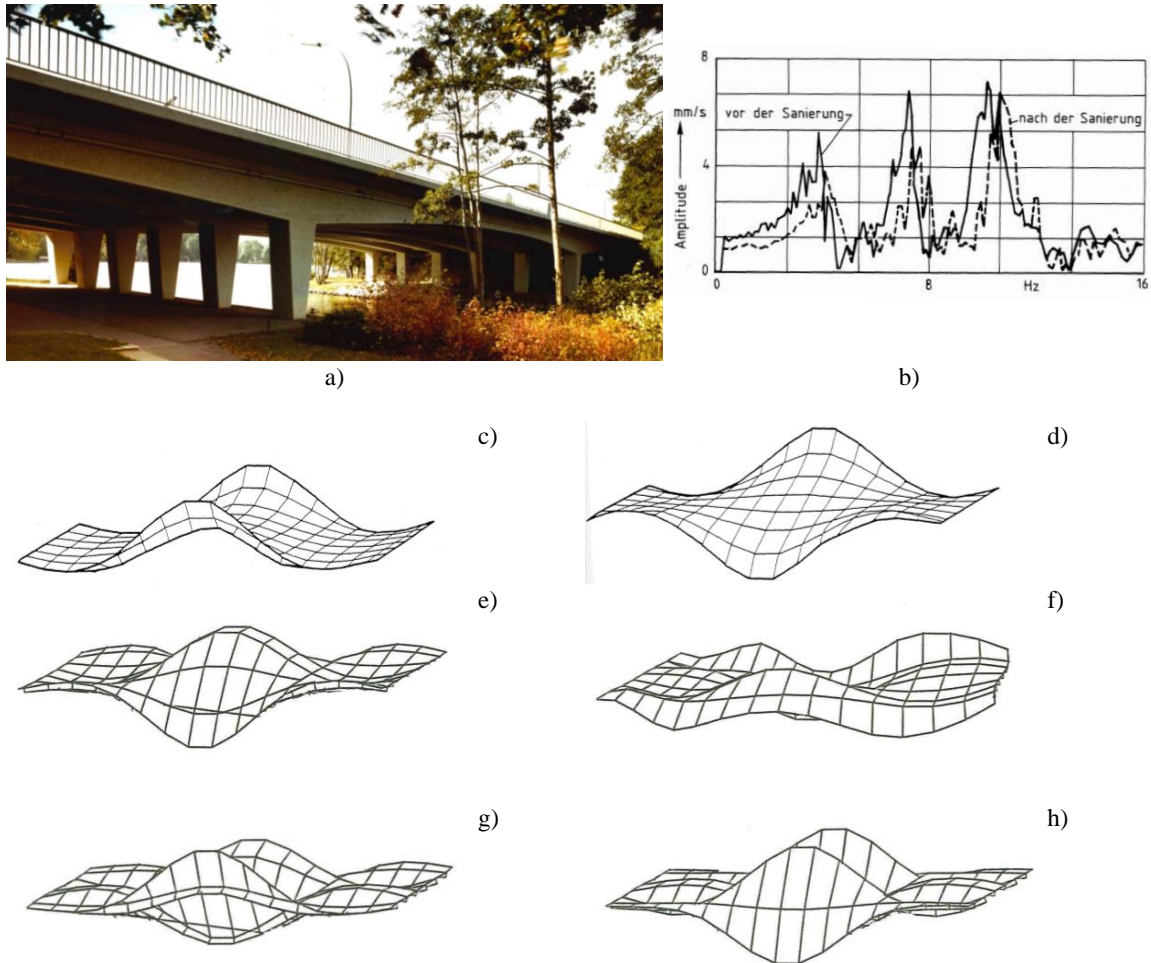 8
mm/s
vor der Sanierung
nach der Sanierung
4
Amplitude
0
0
8
Hz
16
a)
b)
c)
d)
e)
f)
g)
h)